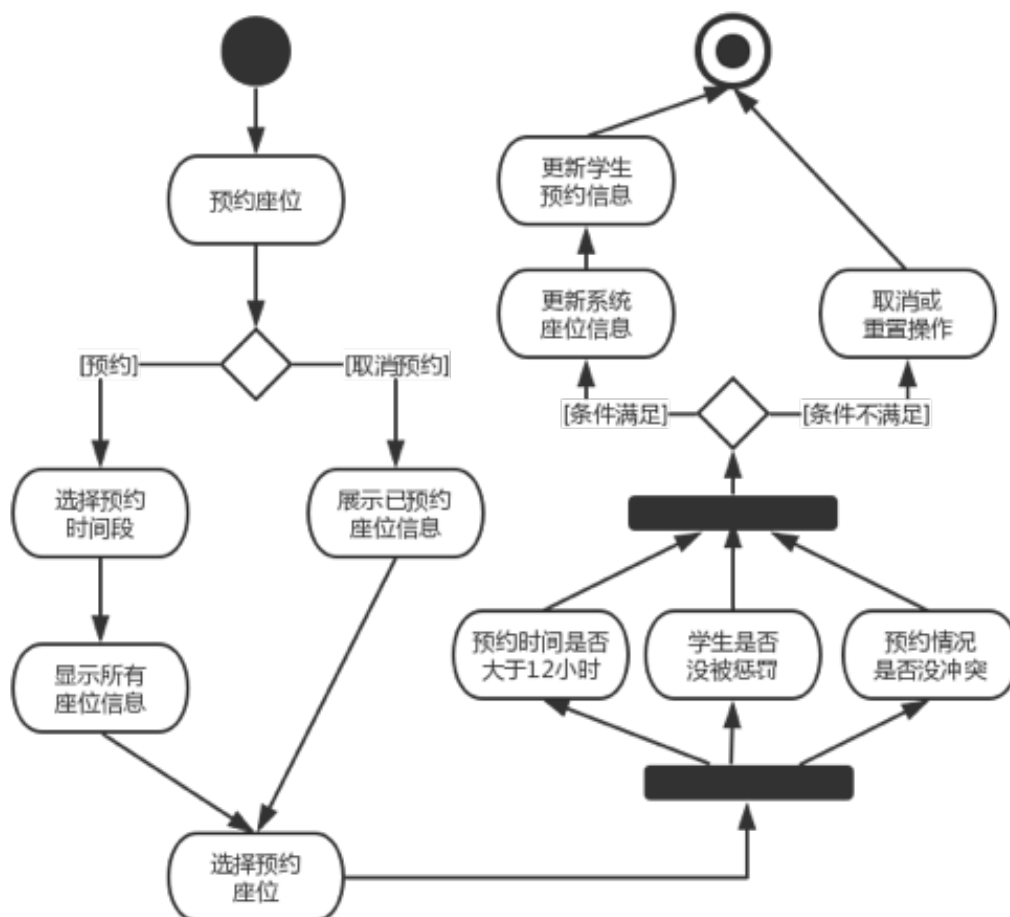 预约座位
[预约]
[取消预约]
选择预约
时间段
展示已预约
座位信息
显示所有
座位信息
选择预约
座位
预约时间是否
大于12小时
学生是否
没被惩罚
预约情况
是否没冲突
[条件满足]
[条件不满足]
更新系统
座位信息
取消或
重置操作
更新学生
预约信息